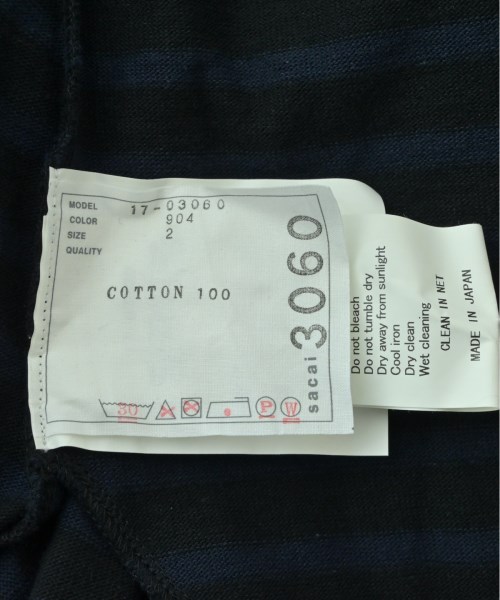 MODEL 17-03060
COLOR 904
SIZE 2
QUALITY
COTTON 100
30
P
W
sacai 3060
Do not bleach
Do not tumble dry
Dry away from sunlight
Cool iron
Dry clean
Wet cleaning
CLEAN IN NET
MADE IN JAPAN